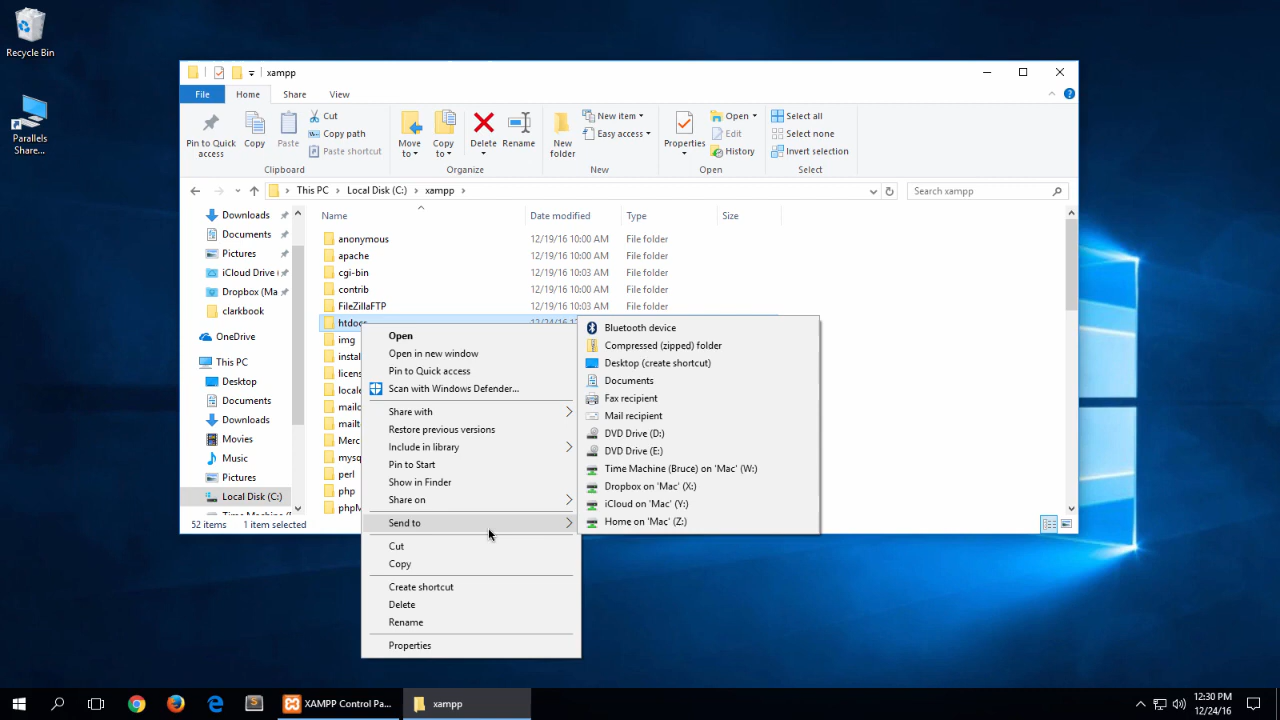 Recycle Bin
Parallels
Share...
xampp
File
Home
Share
View
Pin to Quick
access
Copy
Paste
Cut
Copy path
Paste shortcut
Clipboard
Move
to
Copy
to
Delete
Rename
Organize
New
folder
New item
Easy access
New
Properties
Open
Edit
History
Open
Select all
Select none
Invert selection
Select
This PC
Local Disk (C:)
xampp
Search xampp
Downloads
Documents
Pictures
iCloud Drive (
Dropbox (Ma
clarkbook
OneDrive
This PC
Desktop
Documents
Downloads
Movies
Music
Pictures
Local Disk (C:)
Name
Date modified
Type
Size
anonymous 12/19/16 10:00 AM File folder
apache 12/19/16 10:00 AM File folder
cgi-bin 12/19/16 10:03 AM File folder
contrib 12/19/16 10:00 AM File folder
FileZillaFTP 12/19/16 10:03 AM File folder
htdocs
img
instal
licens
locale
mailo
mailt
Merc
mysq
perl
php
phpM
52 items
1 item selected
Open
Open in new window
Pin to Quick access
Scan with Windows Defender...
Share with
Restore previous versions
Include in library
Pin to Start
Show in Finder
Share on
Send to
Cut
Copy
Create shortcut
Delete
Rename
Properties
Bluetooth device
Compressed (zipped) folder
Desktop (create shortcut)
Documents
Fax recipient
Mail recipient
DVD Drive (D:)
DVD Drive (E:)
Time Machine (Bruce) on 'Mac' (W:)
Dropbox on 'Mac' (X:)
iCloud on 'Mac' (Y:)
Home on 'Mac' (Z:)
XAMPP Control Pa...
xampp
12:30 PM
12/24/16